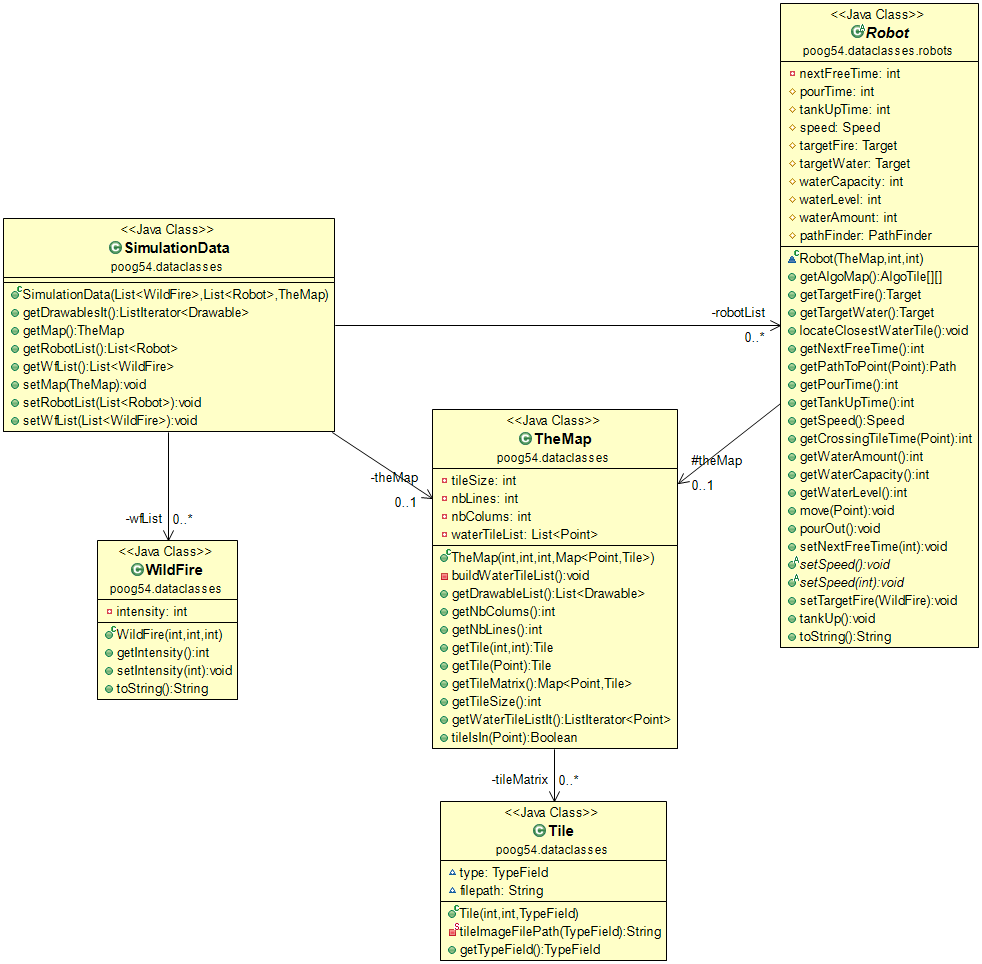 <<Java Class>>
Robot
poog54.dataclasses.robots
nextFreeTime: int
pourTime: int
tankUpTime: int
speed: Speed
targetFire: Target
targetWater: Target
waterCapacity: int
waterLevel: int
waterAmount: int
pathFinder: PathFinder
Robot(TheMap,int,int)
getAlgoMap():AlgoTile[][]
getTargetFire():Target
getTargetWater():Target
locateClosestWaterTile():void
getNextFreeTime():int
getPathToPoint(Point):Path
getPourTime():int
getTankUpTime():int
getSpeed():Speed
getCrossingTileTime(Point):int
getWaterAmount():int
getWaterCapacity():int
getWaterLevel():int
move(Point):void
pourOut():void
setNextFreeTime(int):void
setSpeed():void
setSpeed(int):void
setTargetFire(WildFire):void
tankUp():void
toString():String
<<Java Class>>
SimulationData
poog54.dataclasses
SimulationData(List<WildFire>,List<Robot>,TheMap)
getDrawablesIt():ListIterator<Drawable>
getMap():TheMap
getRobotList():List<Robot>
getWfList():List<WildFire>
setMap(TheMap):void
setRobotList(List<Robot>):void
setWfList(List<WildFire>):void
-robotList
0..*
-theMap
0..1
#theMap
0..1
-wfList
0..*
<<Java Class>>
TheMap
poog54.dataclasses
tileSize: int
nbLines: int
nbColums: int
waterTileList: List<Point>
TheMap(int,int,int,Map<Point,Tile>)
buildWaterTileList():void
getDrawableList():List<Drawable>
getNbColums():int
getNbLines():int
getTile(int,int):Tile
getTile(Point):Tile
getTileMatrix():Map<Point,Tile>
getTileSize():int
getWaterTileListIt():ListIterator<Point>
tileIsIn(Point):Boolean
<<Java Class>>
WildFire
poog54.dataclasses
intensity: int
WildFire(int,int,int)
getIntensity():int
setIntensity(int):void
toString():String
-tileMatrix
0..*
<<Java Class>>
Tile
poog54.dataclasses
type: TypeField
filepath: String
Tile(int,int,TypeField)
tileImageFilePath(TypeField):String
getTypeField():TypeField